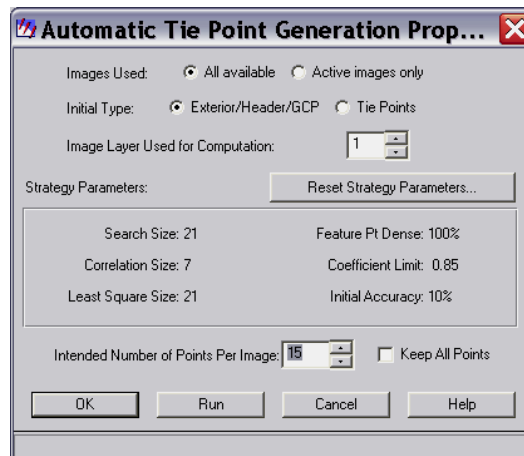 Automatic Tie Point Generation Prop...
Images Used: All available Active images only
Initial Type: Exterior/Header/GCP Tie Points
Image Layer Used for Computation: 1
Strategy Parameters: Reset Strategy Parameters...
Search Size: 21 Feature Pt Dense: 100%
Correlation Size: 7 Coefficient Limit: 0.85
Least Square Size: 21 Initial Accuracy: 10%
Intended Number of Points Per Image: 15 Keep All Points
OK Run Cancel Help